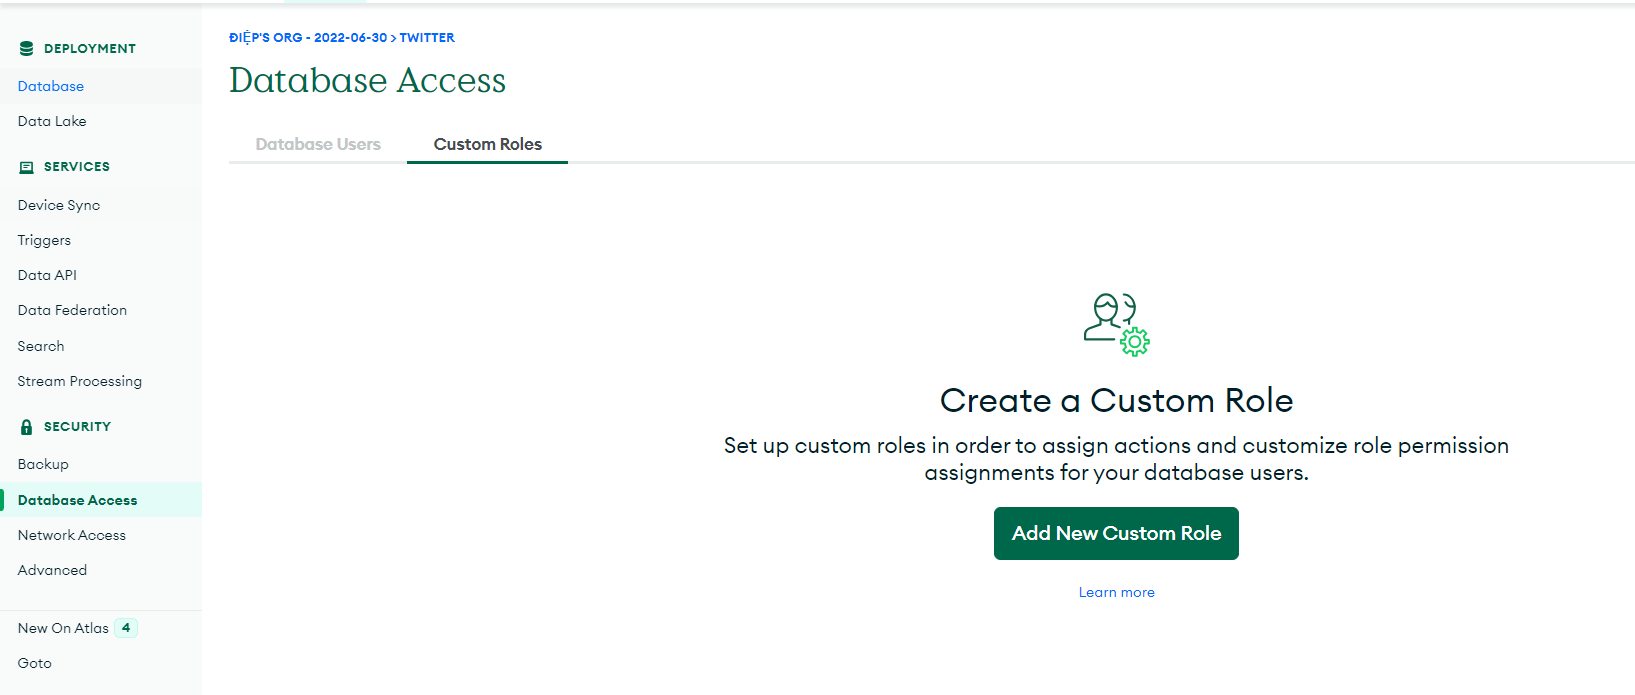 DEPLOYMENT
Database
Data Lake
SERVICES
Device Sync
Triggers
Data API
Data Federation
Search
Stream Processing
SECURITY
Backup
Database Access
Network Access
Advanced
New On Atlas 4
Goto
ĐIỆP'S ORG - 2022-06-30 > TWITTER
Database Access
Database Users Custom Roles
Create a Custom Role
Set up custom roles in order to assign actions and customize role permission
assignments for your database users.
Add New Custom Role
Learn more